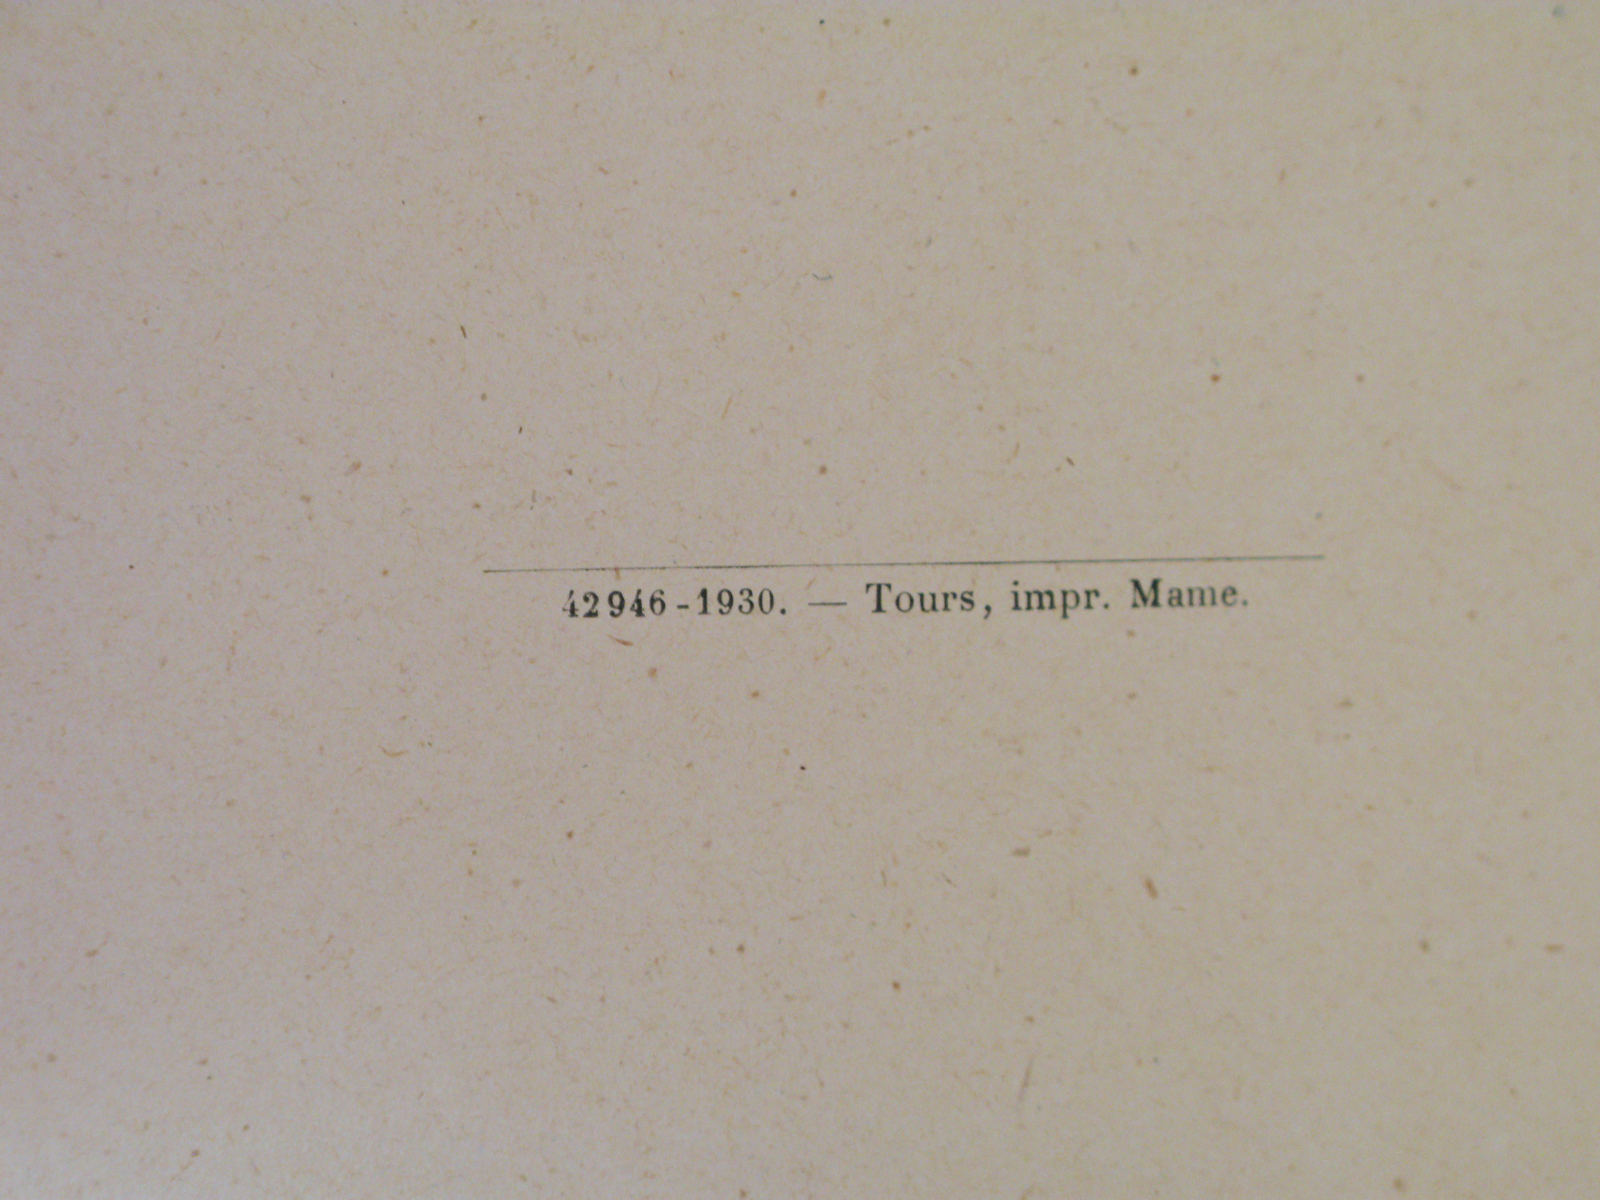 42946-1930. — Tours, impr. Mame.